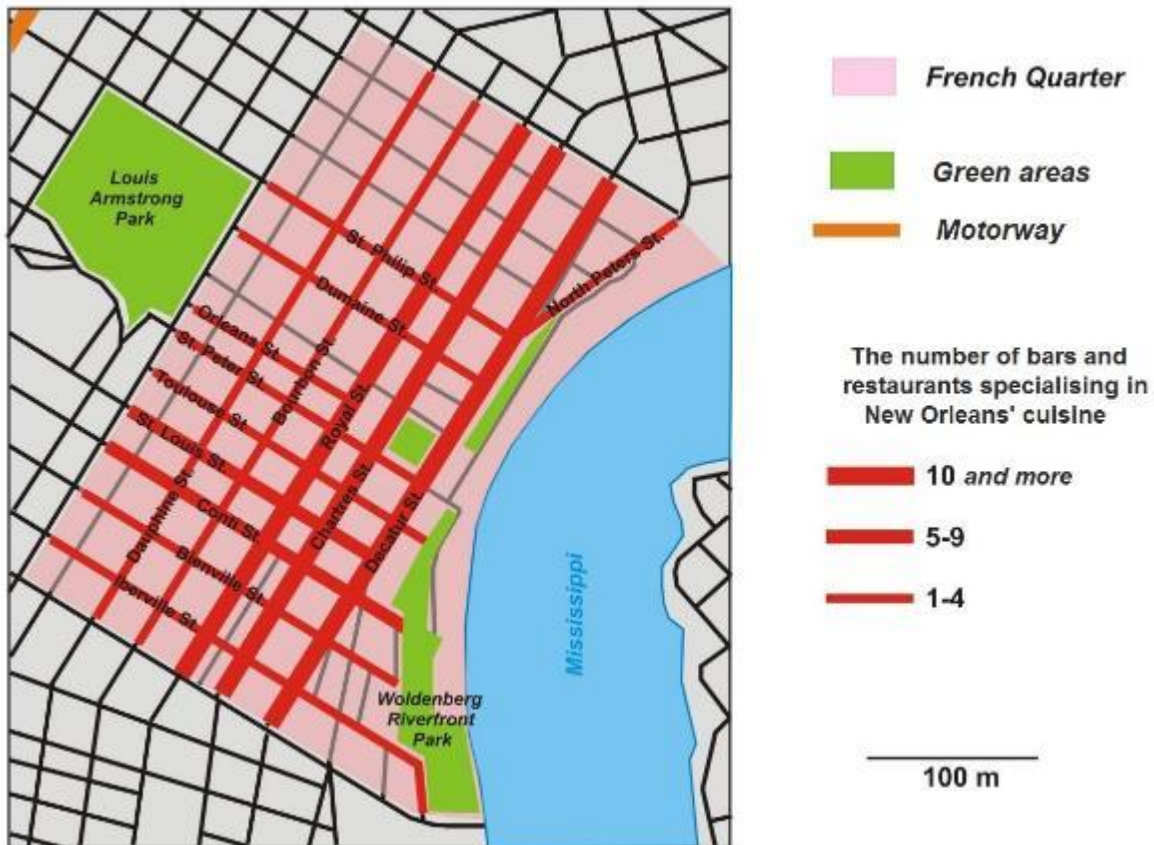 Louis
Armstrong
Park
St. Philip St.
North Peters St.
Dumaine St.
Orleans St.
St. Peter St.
Bourbon St.
Toulouse St.
Royal St.
St. Louis St.
Dauphine St.
Conti St.
Chartres St.
Decatur St.
Bienville St.
Iberville St.
Mississippi
Woldenberg
Riverfront
Park
French Quarter
Green areas
Motorway
The number of bars and
restaurants specialising in
New Orleans' cuisine
10 and more
5-9
1-4
100 m